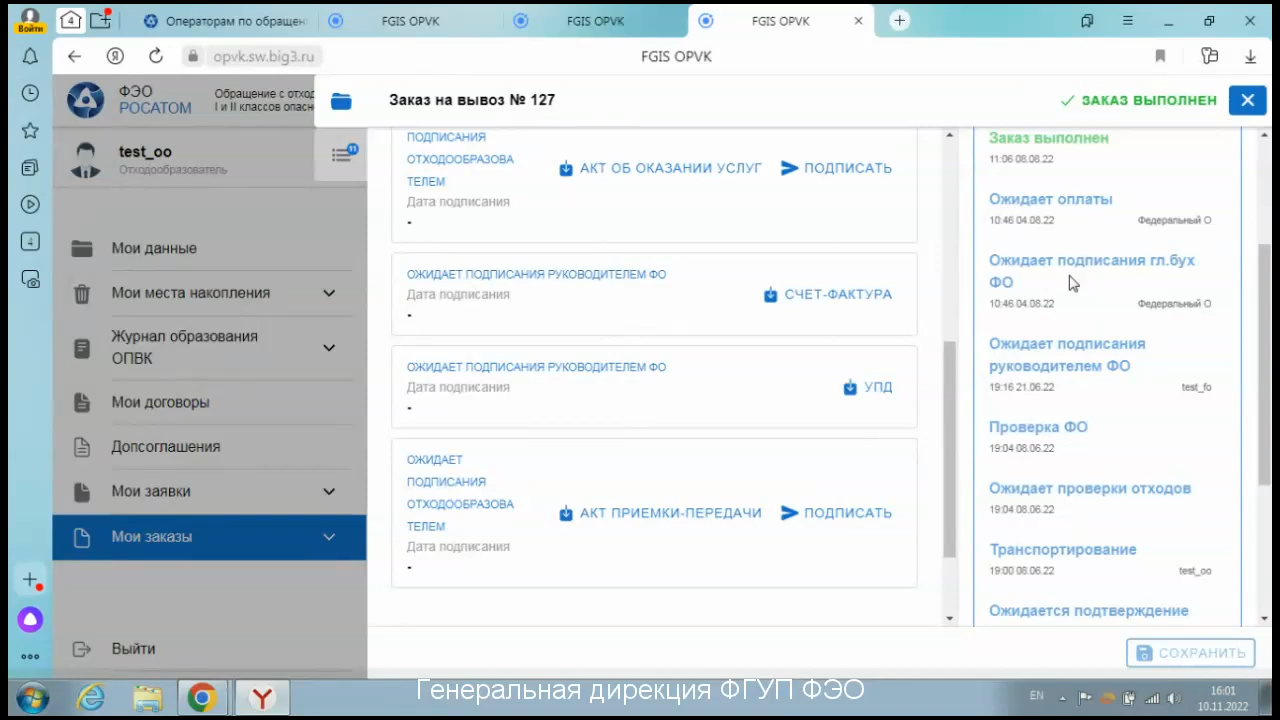 Войти
4
Операторам по обращен
FGIS OPVK
FGIS OPVK
FGIS OPVK
opvk.sw.big3.ru
FGIS OPVK
ФЭО
РОСАТОМ
Обращение с отход
I и II классов опасн
Заказ на вывоз № 127
ЗАКАЗ ВЫПОЛНЕН
test_oo
Отходообразователь
11
Мои данные
Мои места накопления
Журнал образования
ОПВК
Мои договоры
Допсоглашения
Мои заявки
Мои заказы
Выйти
4
ПОДПИСАНИЯ
ОТХОДООБРАЗОВА
ТЕЛЕМ
Дата подписания
-
АКТ ОБ ОКАЗАНИИ УСЛУГ
ПОДПИСАТЬ
ОЖИДАЕТ ПОДПИСАНИЯ РУКОВОДИТЕЛЕМ ФО
Дата подписания
-
СЧЕТ-ФАКТУРА
ОЖИДАЕТ ПОДПИСАНИЯ РУКОВОДИТЕЛЕМ ФО
Дата подписания
-
УПД
ОЖИДАЕТ
ПОДПИСАНИЯ
ОТХОДООБРАЗОВА
ТЕЛЕМ
Дата подписания
-
АКТ ПРИЕМКИ-ПЕРЕДАЧИ
ПОДПИСАТЬ
Заказ выполнен
11:06 08.08.22
Ожидает оплаты
10:46 04.08.22 Федеральный О
Ожидает подписания гл.бух
ФО
10:46 04.08.22 Федеральный О
Ожидает подписания
руководителем ФО
19:16 21.06.22 test_fo
Проверка ФО
19:04 08.06.22
Ожидает проверки отходов
19:04 08.06.22
Транспортирование
19:00 08.06.22 test_oo
Ожидается подтверждение
СОХРАНИТЬ
Генеральная дирекция ФГУП ФЭО
EN
16:01
10.11.2022